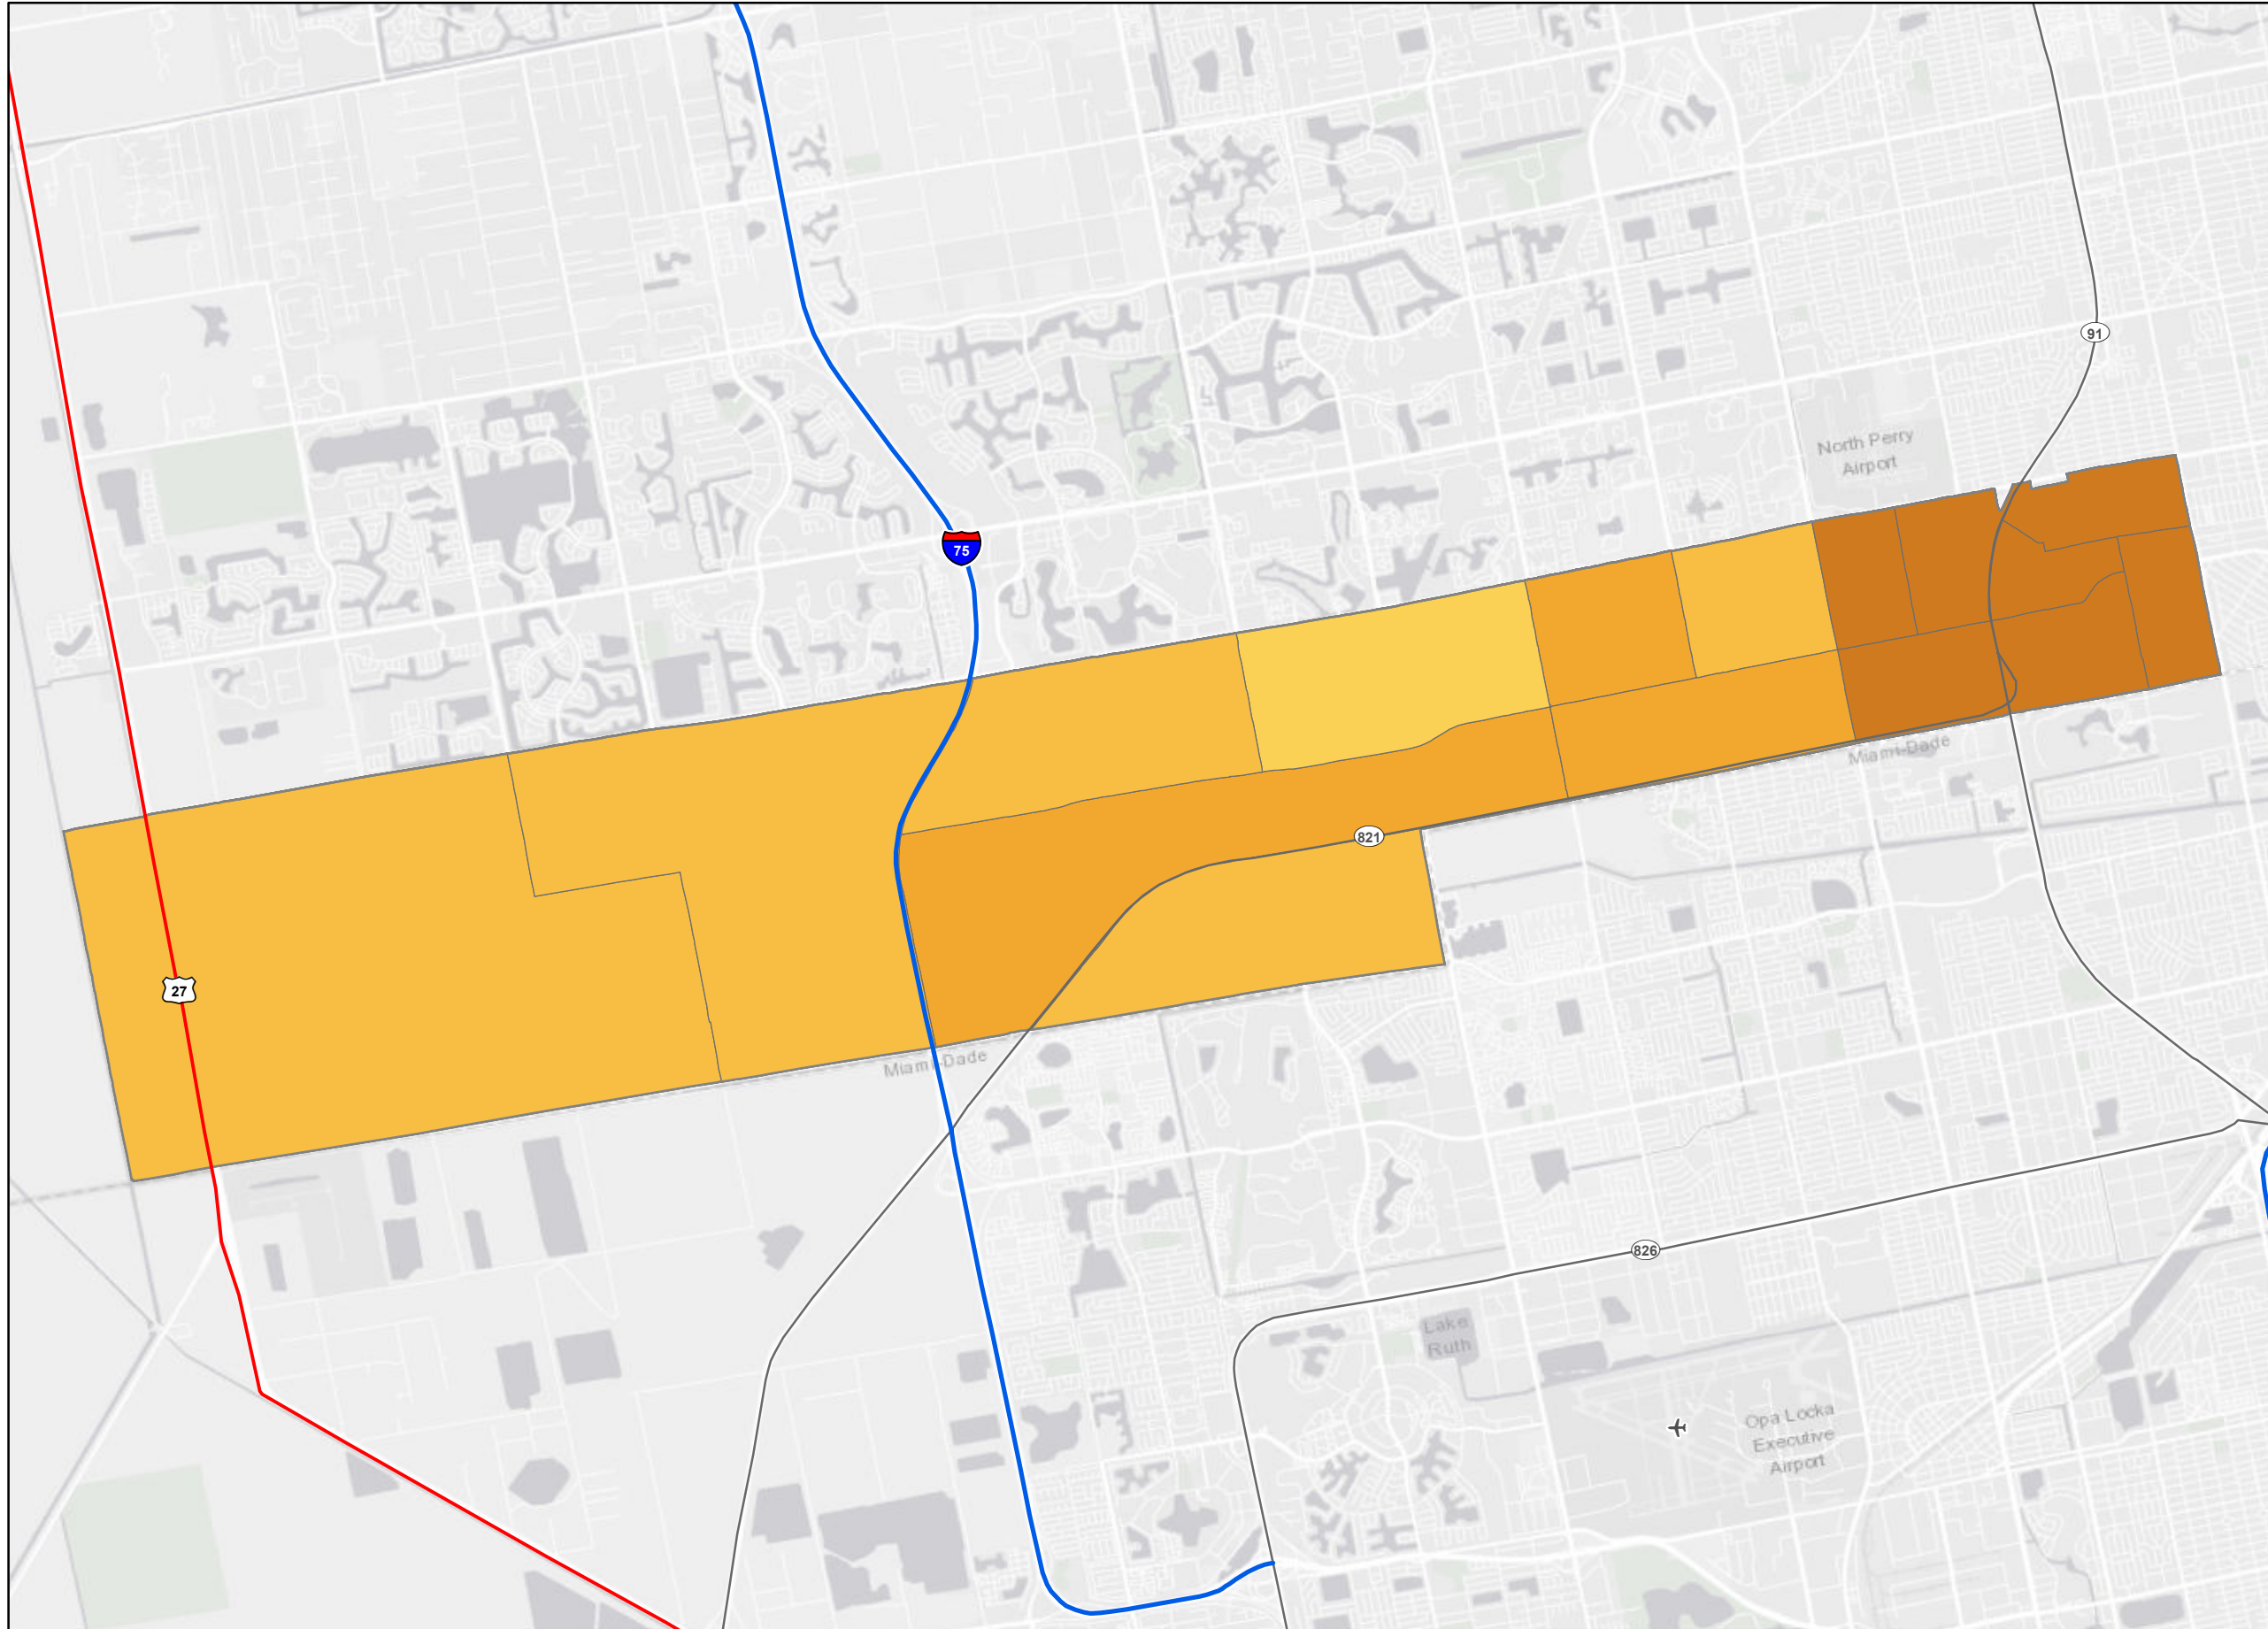 91
North Perry
Airport
75
Miami-Dade
821
27
Miami-Dade
826
Lake
Ruth
Opa Locka
Executive
Airport